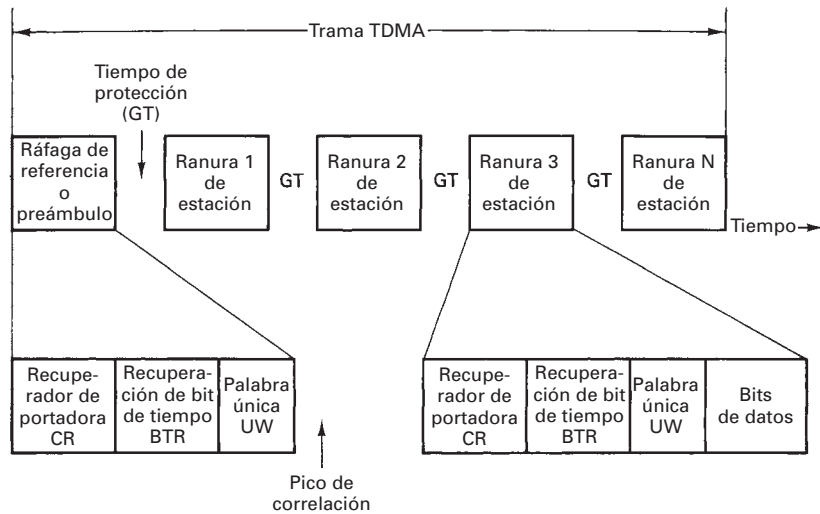 Trama TDMA
Tiempo de
protección
(GT)
Ráfaga de
referencia
o
preámbulo
Ranura 1
de
estación
GT
Ranura 2
de
estación
GT
Ranura 3
de
estación
GT
Ranura N
de
estación
Tiempo
Recupe-
rador de
portadora
CR
Recupera-
ción de bit
de tiempo
BTR
Palabra
única
UW
Pico de
correlación
Recupe-
rador de
portadora
CR
Recupera-
ción de bit
de tiempo
BTR
Palabra
única
UW
Bits
de datos